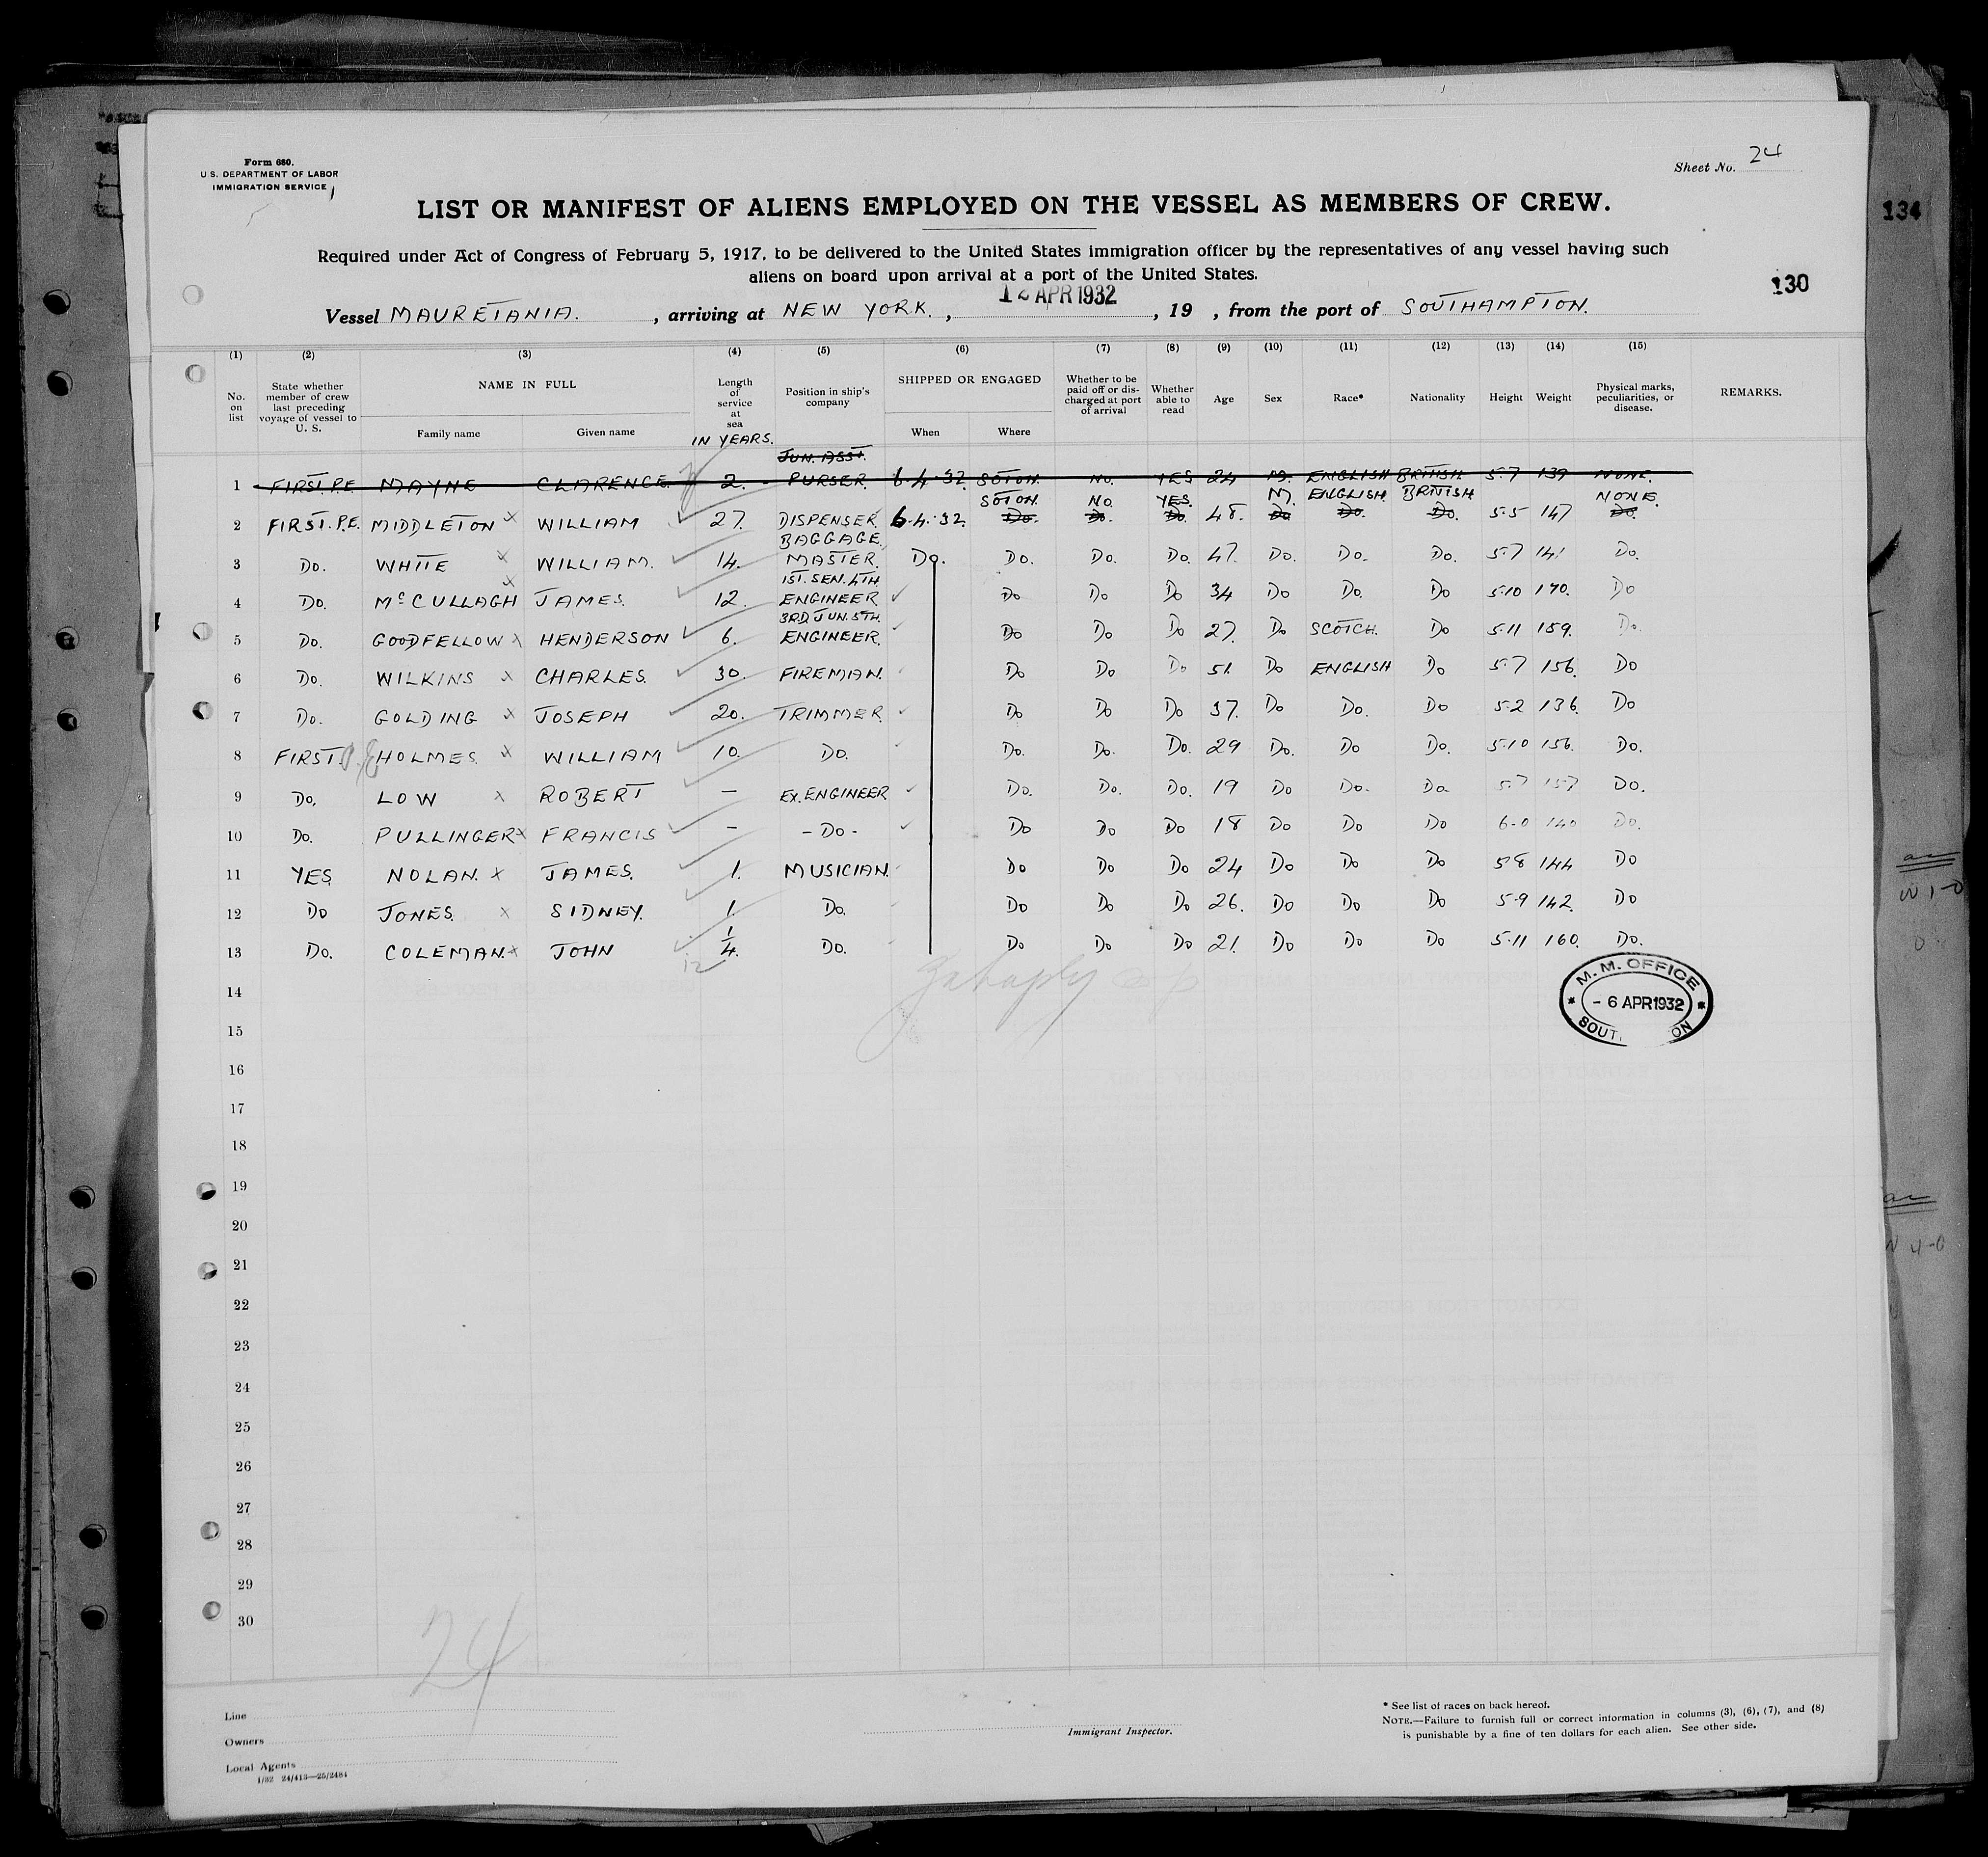 Form 680.
U. S. DEPARTMENT OF LABOR
IMMIGRATION SERVICE
Sheet No. 24
134
LIST OR MANIFEST OF ALIENS EMPLOYED ON THE VESSEL AS MEMBERS OF CREW.
Required under Act of Congress of February 5, 1917, to be delivered to the United States immigration officer by the representatives of any vessel having such
aliens on board upon arrival at a port of the United States.
130
Vessel MAURETANIA. , arriving at NEW YORK. , 12 APR 1932 , 19 , from the port of SOUTHAMPTON.
(1) (2) (3) (4) (5) (6) (7) (8) (9) (10) (11) (12) (13) (14) (15)
No. on list State whether member of crew last preceding voyage of vessel to U. S. NAME IN FULL Family name Given name Length of service at sea IN YEARS. Position in ship's company SHIPPED OR ENGAGED When Where Whether to be paid off or discharged at port of arrival Whether able to read Age Sex Race* Nationality Height Weight Physical marks, peculiarities, or disease. REMARKS.
JUN. ASST.
1 FIRST. P.E. MAYNE CLARENCE 2. PURSER. 6.4.32. SOTON. NO. YES 24 M. ENGLISH BRITISH 5.7 139 NONE.
SOTON. NO. YES. M. ENGLISH BRITISH NONE.
2 FIRST. P.E. MIDDLETON x WILLIAM 27. DISPENSER 6.4.32. Do. Do. Do. 48. Do Do. Do. 5.5 147 Do.
BAGGAGE
3 Do. WHITE x WILLIAM. 14. MASTER. Do. Do. Do. Do. 47. Do. Do. Do. 5.7 141 Do.
1ST. SEN. 4TH
4 Do. McCULLAGH x JAMES. 12. ENGINEER Do Do Do 34 Do Do. Do 5.10 170. Do
3RD JUN. 5TH.
5 Do. GOODFELLOW x HENDERSON 6. ENGINEER. Do Do Do 27. Do SCOTCH. Do 5.11 159. Do.
6 Do. WILKINS x CHARLES. 30. FIREMAN. Do Do Do 51. Do ENGLISH Do 5.7 156. Do
7 Do. GOLDING x JOSEPH 20. TRIMMER. Do Do Do 37. Do Do. Do 5.2 136. Do
8 FIRST. P.E. HOLMES. x WILLIAM 10. Do. Do. Do. Do. 29 Do. Do Do. 5.10 156. Do.
9 Do. LOW x ROBERT — EX. ENGINEER Do. Do. Do. 19 Do Do. Do 5.7 157 Do.
10 Do. PULLINGER x FRANCIS — - Do - Do Do Do 18 Do Do Do 6-0 140 Do.
11 YES NOLAN. x JAMES. 1. MUSICIAN. Do Do Do 24 Do Do Do 5.8 144 Do
12 Do JONES. x SIDNEY. 1. Do. Do Do Do 26. Do Do Do 5.9 142. Do
13 Do. COLEMAN. x JOHN 1/4. Do. Do Do Do 21. Do Do Do 5.11 160. Do.
12
14
M. M. OFFICE
- 6 APR 1932
15
16
17
18
19
20
21
22
23
24
25
26
27
28
29
30
24
Line
Owners
Local Agents
1/32 24/413—25/2484
Immigrant Inspector.
* See list of races on back hereof.
NOTE.—Failure to furnish full or correct information in columns (3), (6), (7), and (8)
is punishable by a fine of ten dollars for each alien. See other side.